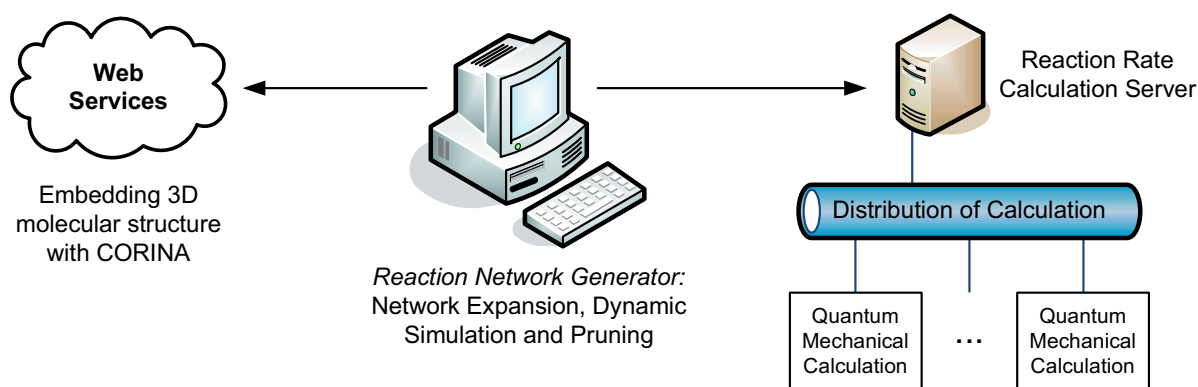 Web
Services
Embedding 3D
molecular structure
with CORINA
Reaction Network Generator:
Network Expansion, Dynamic
Simulation and Pruning
Reaction Rate
Calculation Server
Distribution of Calculation
Quantum
Mechanical
Calculation
...
Quantum
Mechanical
Calculation